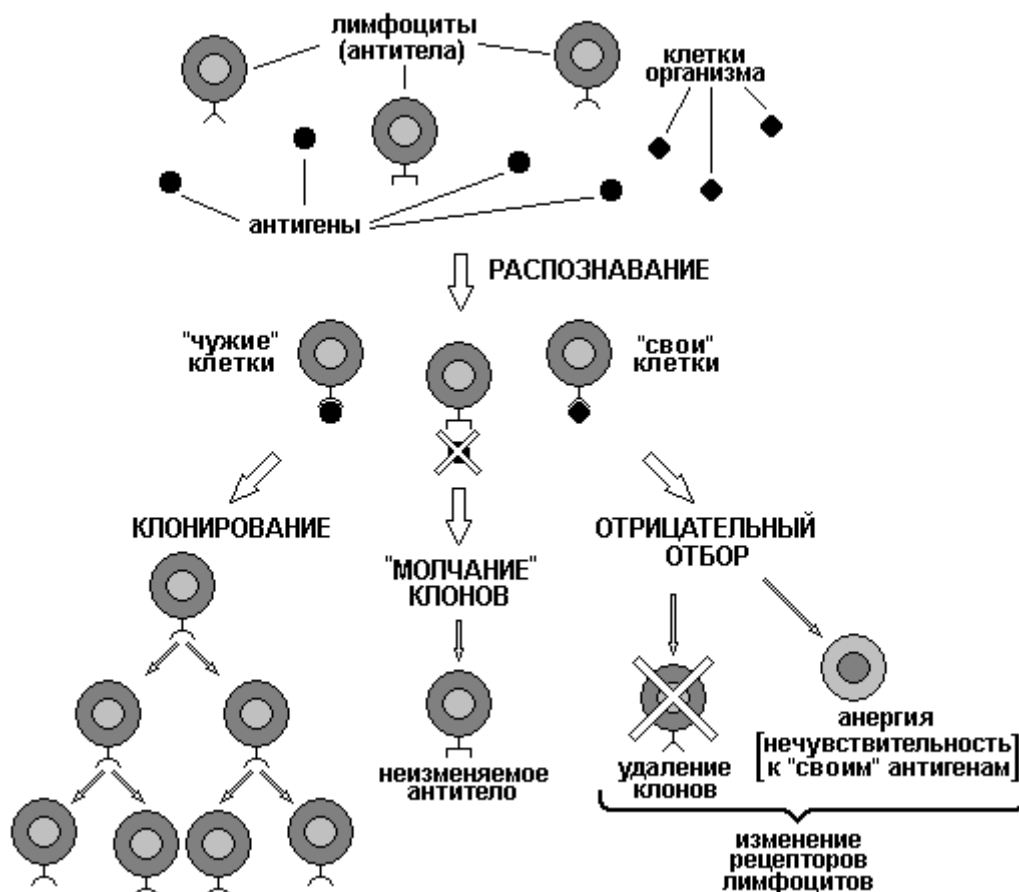 лимфоциты
(антитела)
клетки
организма
антигены
РАСПОЗНАВАНИЕ
"чужие"
клетки
"свои"
клетки
КЛОНИРОВАНИЕ
"МОЛЧАНИЕ"
КЛОНОВ
ОТРИЦАТЕЛЬНЫЙ
ОТБОР
неизменяемое
антитело
удаление
клонов
анергия
[нечувствительность]
к "своим" антигенам
изменение
рецепторов
лимфоцитов